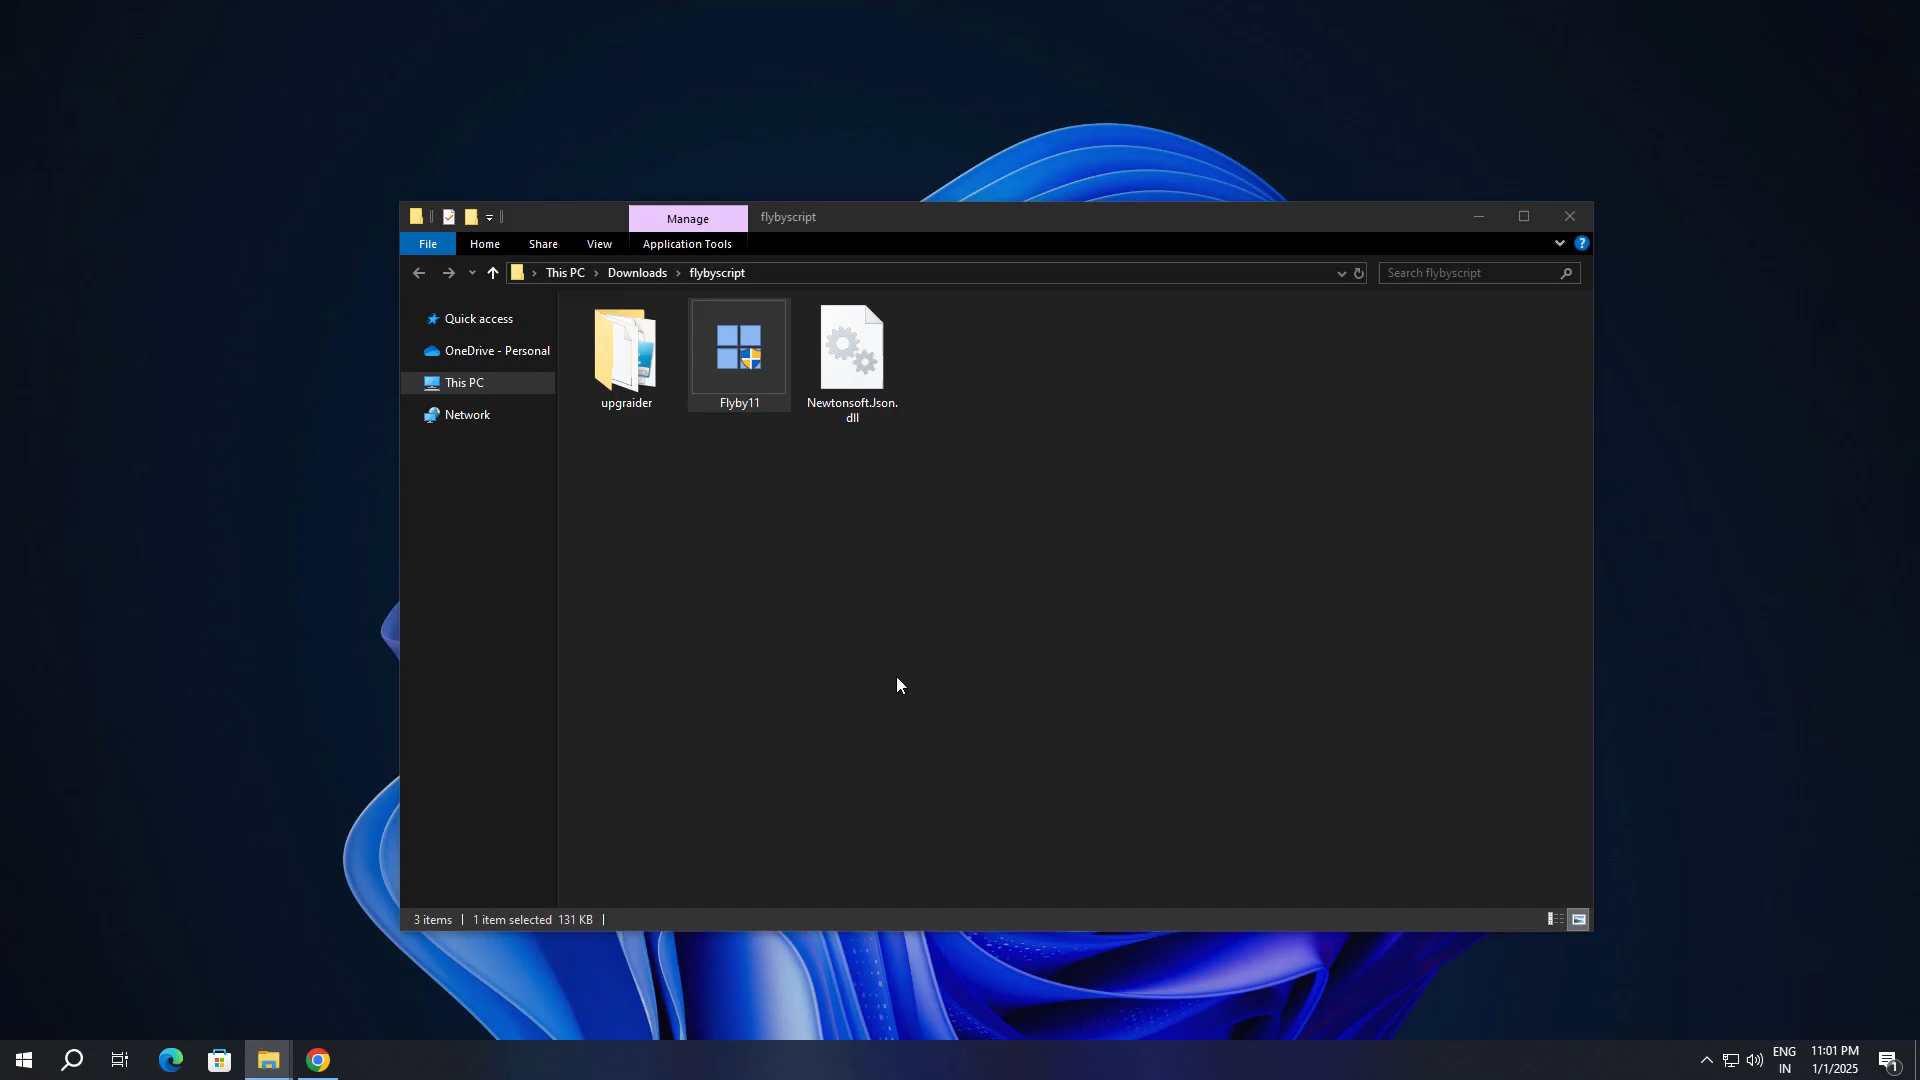 Manage
flybyscript
File
Home
Share
View
Application Tools
?
This PC
Downloads
flybyscript
Search flybyscript
Quick access
OneDrive - Personal
This PC
Network
upgraider
Flyby11
Newtonsoft.Json.
dll
3 items
1 item selected 131 KB
ENG
IN
11:01 PM
1/1/2025
1